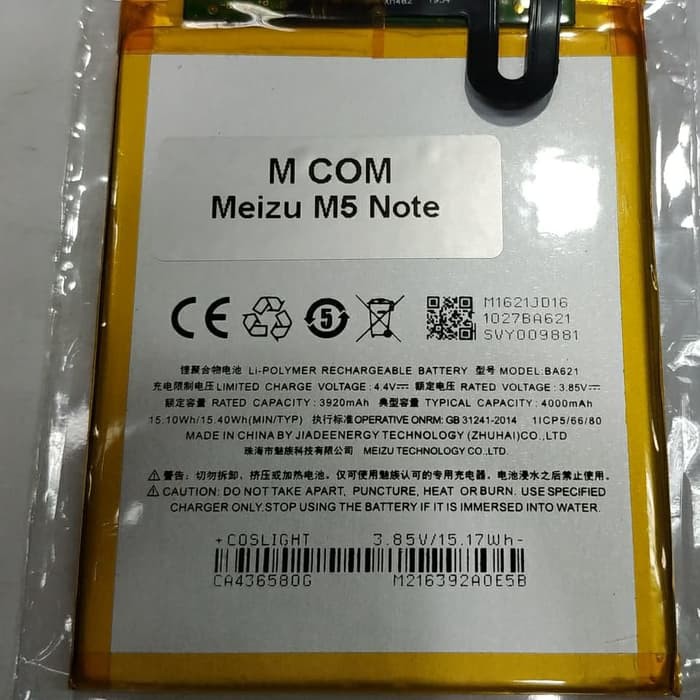 M COM
Meizu M5 Note
5
M1621JD16
1027BA621
SVY009881
锂聚合物电池 Li-POLYMER RECHARGEABLE BATTERY 型号 MODEL:BA621
充电限制电压 LIMITED CHARGE VOLTAGE : 4.4V⎓ 额定电压 RATED VOLTAGE : 3.85V⎓
额定容量 RATED CAPACITY : 3920mAh 典型容量 TYPICAL CAPACITY : 4000mAh
15.10Wh/15.40Wh(MIN/TYP) 执行标准OPERATIVE ONRM: GB 31241-2014 1ICP5/66/80
MADE IN CHINA BY JIADEENERGY TECHNOLOGY (ZHUHAI)CO.,LTD
珠海市魅族科技有限公司 MEIZU TECHNOLOGY CO.,LTD.
⚠ 警告: 切勿拆卸、挤压或加热电池。仅可使用魅族认可的专用充电器。电池浸水之后禁止使用。
⚠ CAUTION: DO NOT TAKE APART, PUNCTURE, HEAT OR BURN. USE SPECIFIED
CHARGER ONLY.STOP USING THE BATTERY IF IT IS IMMERSED INTO WATER.
+COSLIGHT 3.85V/15.17Wh-
CA436580G M216392A0E5B